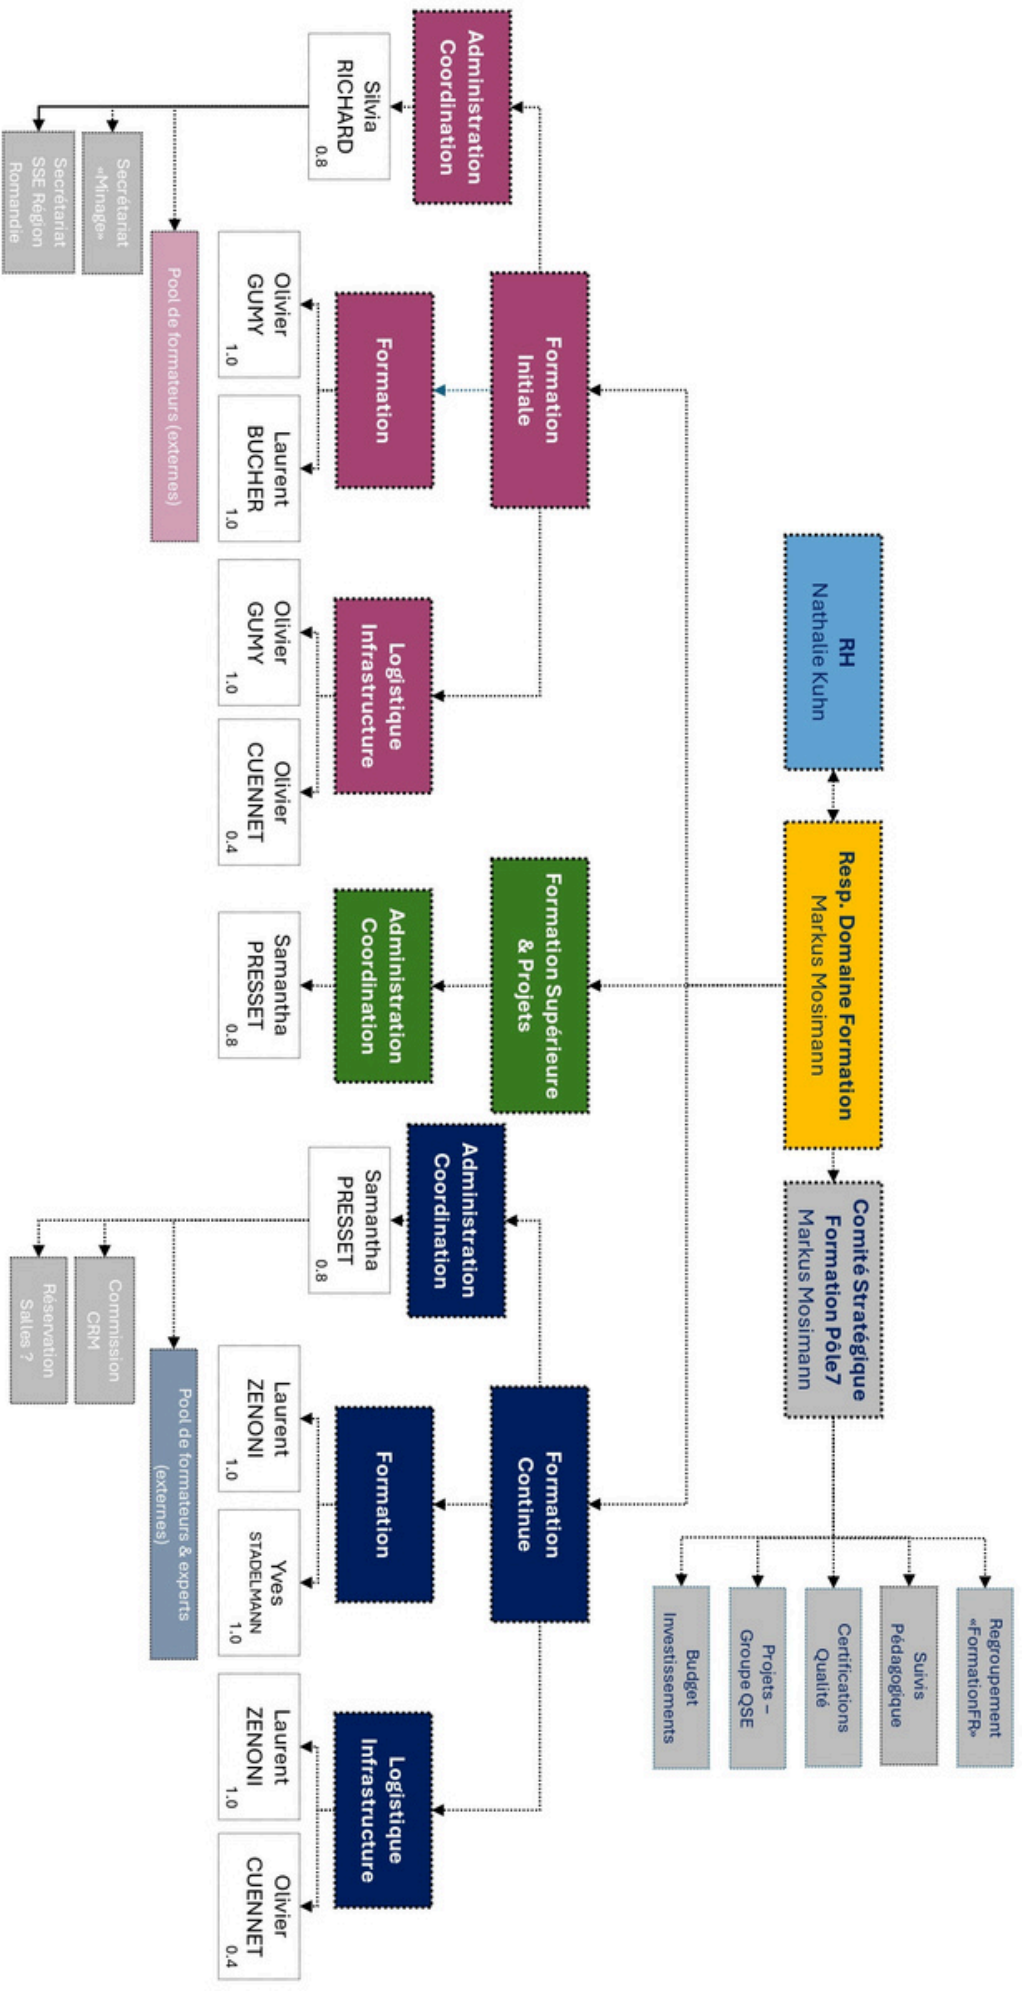 RH
Nathalie Kuhn
Resp. Domaine Formation
Markus Mosimann
Comité Stratégique
Formation Pôle7
Markus Mosimann
Regroupement
«FormationFR»
Suivis
Pédagogique
Certifications
Qualité
Projets –
Groupe QSE
Budget
Investissements
Formation
Initiale
Formation Supérieure
& Projets
Formation
Continue
Administration
Coordination
Formation
Logistique
Infrastructure
Administration
Coordination
Administration
Coordination
Formation
Logistique
Infrastructure
Silvia
RICHARD
0.8
Olivier
GUMY
1.0
Laurent
BUCHER
1.0
Olivier
GUMY
1.0
Olivier
CUENNET
0.4
Samantha
PRESSET
0.8
Samantha
PRESSET
0.8
Laurent
ZENONI
1.0
Yves
STADELMANN
1.0
Laurent
ZENONI
1.0
Olivier
CUENNET
0.4
Pool de formateurs (externes)
Secrétariat
«Minage»
Secrétariat
SSE Région
Romandie
Pool de formateurs & experts
(externes)
Commission
CRM
Réservation
Salles ?